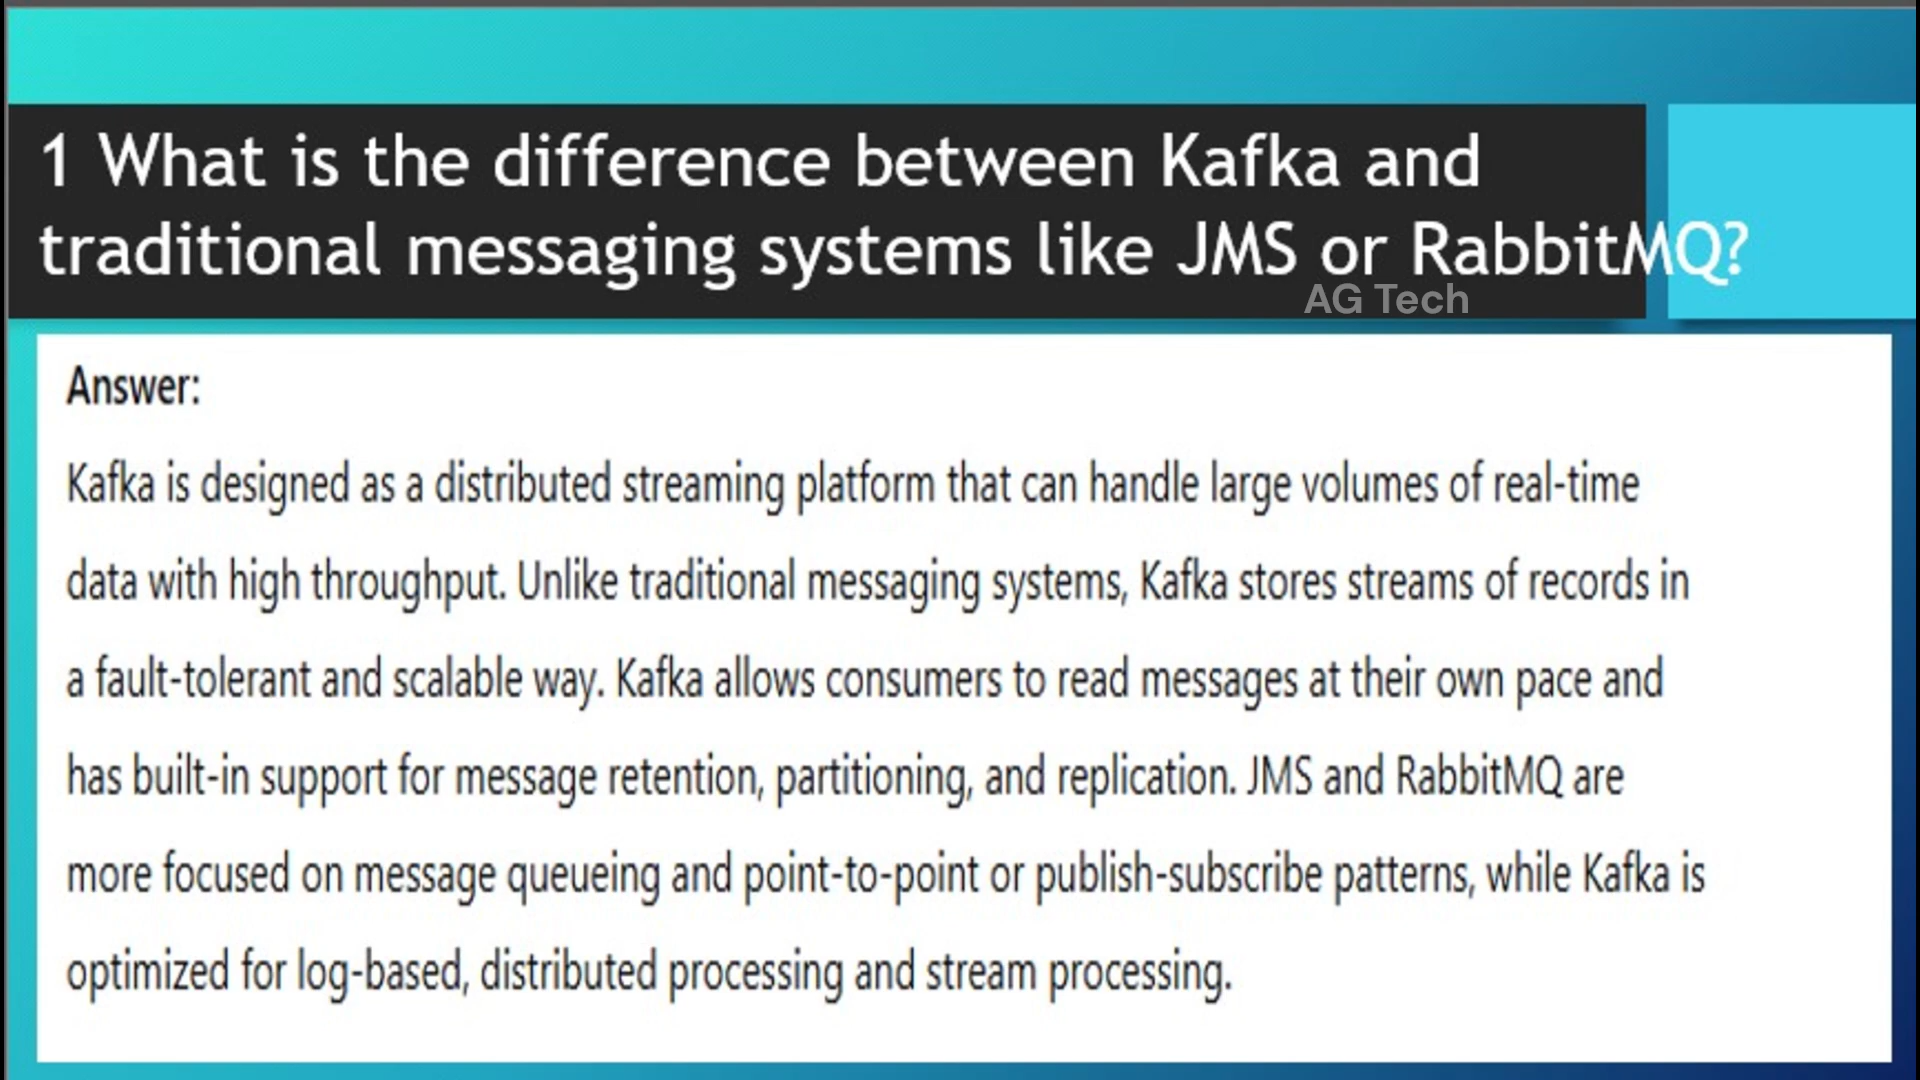 1 What is the difference between Kafka and
traditional messaging systems like JMS or RabbitMQ?
AG Tech
Answer:
Kafka is designed as a distributed streaming platform that can handle large volumes of real-time
data with high throughput. Unlike traditional messaging systems, Kafka stores streams of records in
a fault-tolerant and scalable way. Kafka allows consumers to read messages at their own pace and
has built-in support for message retention, partitioning, and replication. JMS and RabbitMQ are
more focused on message queueing and point-to-point or publish-subscribe patterns, while Kafka is
optimized for log-based, distributed processing and stream processing.